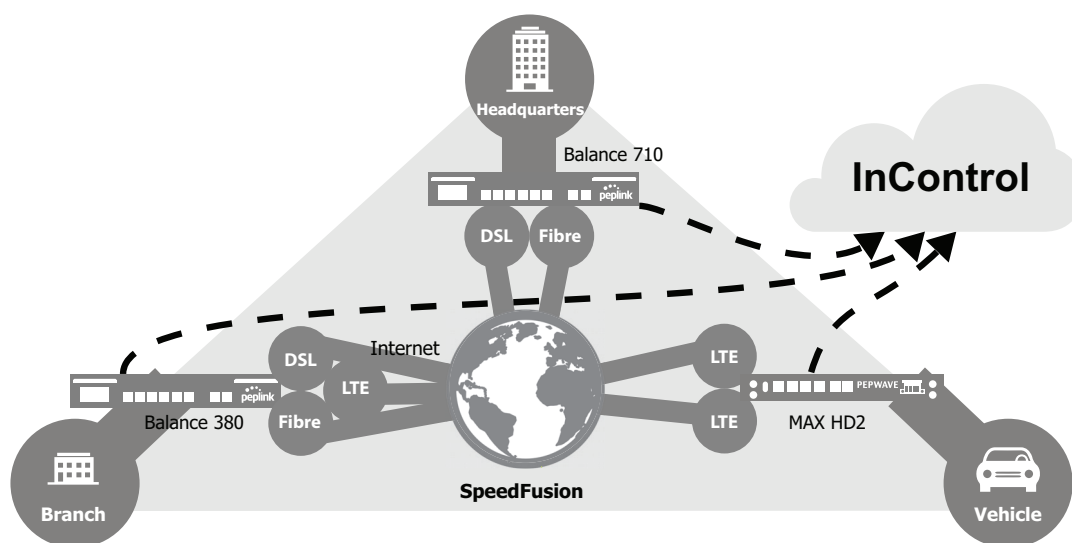 Headquarters
Balance 710
peplink
InControl
DSL
Fibre
Internet
DSL
LTE
LTE
peplink
PEPWAVE
Balance 380
Fibre
LTE
MAX HD2
SpeedFusion
Branch
Vehicle